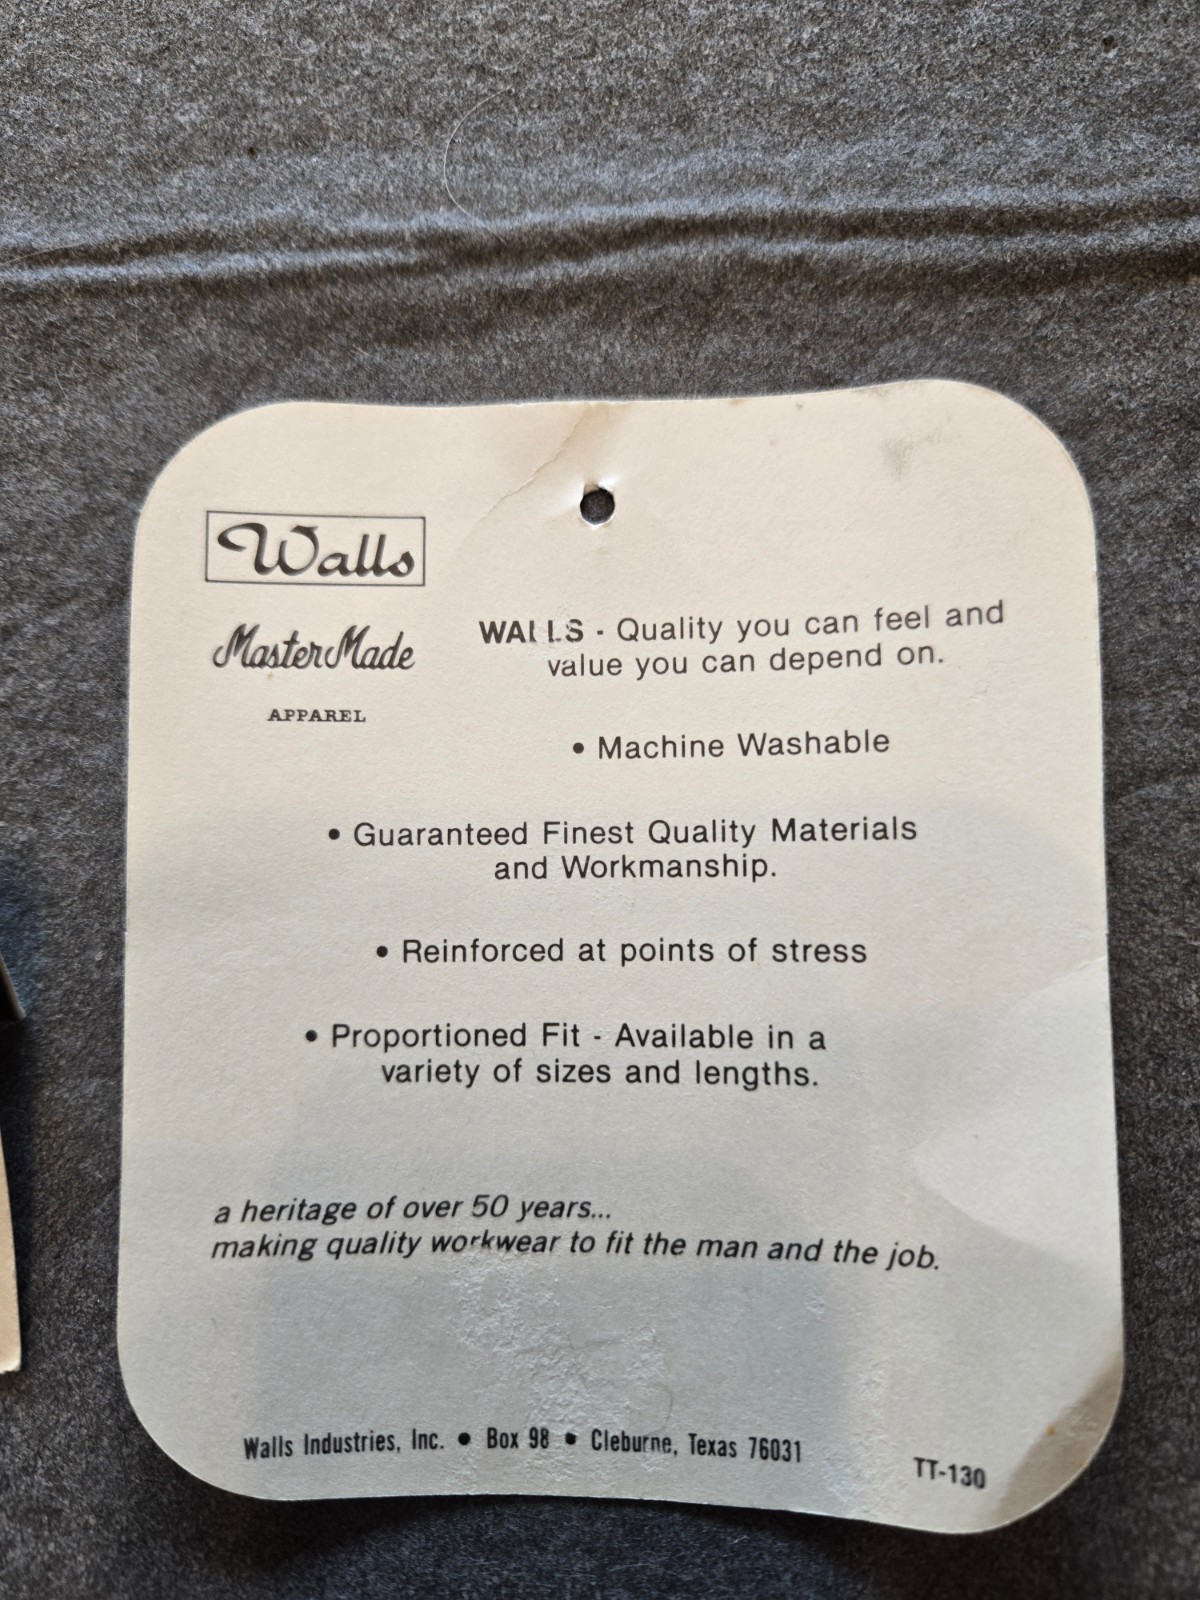 Walls
Master Made
APPAREL
WALLS - Quality you can feel and
value you can depend on.
• Machine Washable
• Guaranteed Finest Quality Materials
and Workmanship.
• Reinforced at points of stress
• Proportioned Fit - Available in a
variety of sizes and lengths.
a heritage of over 50 years...
making quality workwear to fit the man and the job.
Walls Industries, Inc. • Box 98 • Cleburne, Texas 76031
TT-130